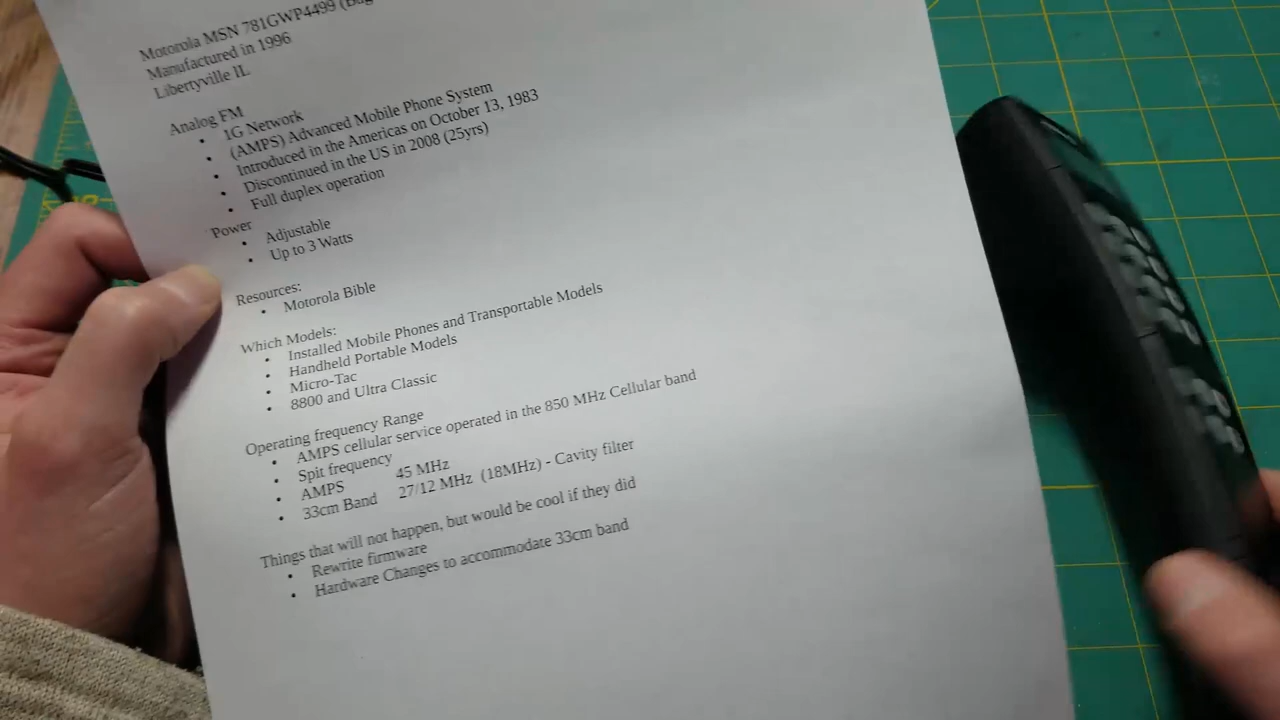 Motorola MSN 781GWP4499
Manufactured in 1996
Libertyville IL
Analog FM
• 1G Network
• (AMPS) Advanced Mobile Phone System
• Introduced in the Americas on October 13, 1983
• Discontinued in the US in 2008 (25yrs)
• Full duplex operation
Power
• Adjustable
• Up to 3 Watts
Resources:
• Motorola Bible
Which Models:
• Installed Mobile Phones and Transportable Models
• Handheld Portable Models
• Micro-Tac
• 8800 and Ultra Classic
Operating frequency Range
• AMPS cellular service operated in the 850 MHz Cellular band
• Spit frequency
• AMPS 45 MHz
• 33cm Band 27/12 MHz (18MHz) - Cavity filter
Things that will not happen, but would be cool if they did
• Rewrite firmware
• Hardware Changes to accommodate 33cm band